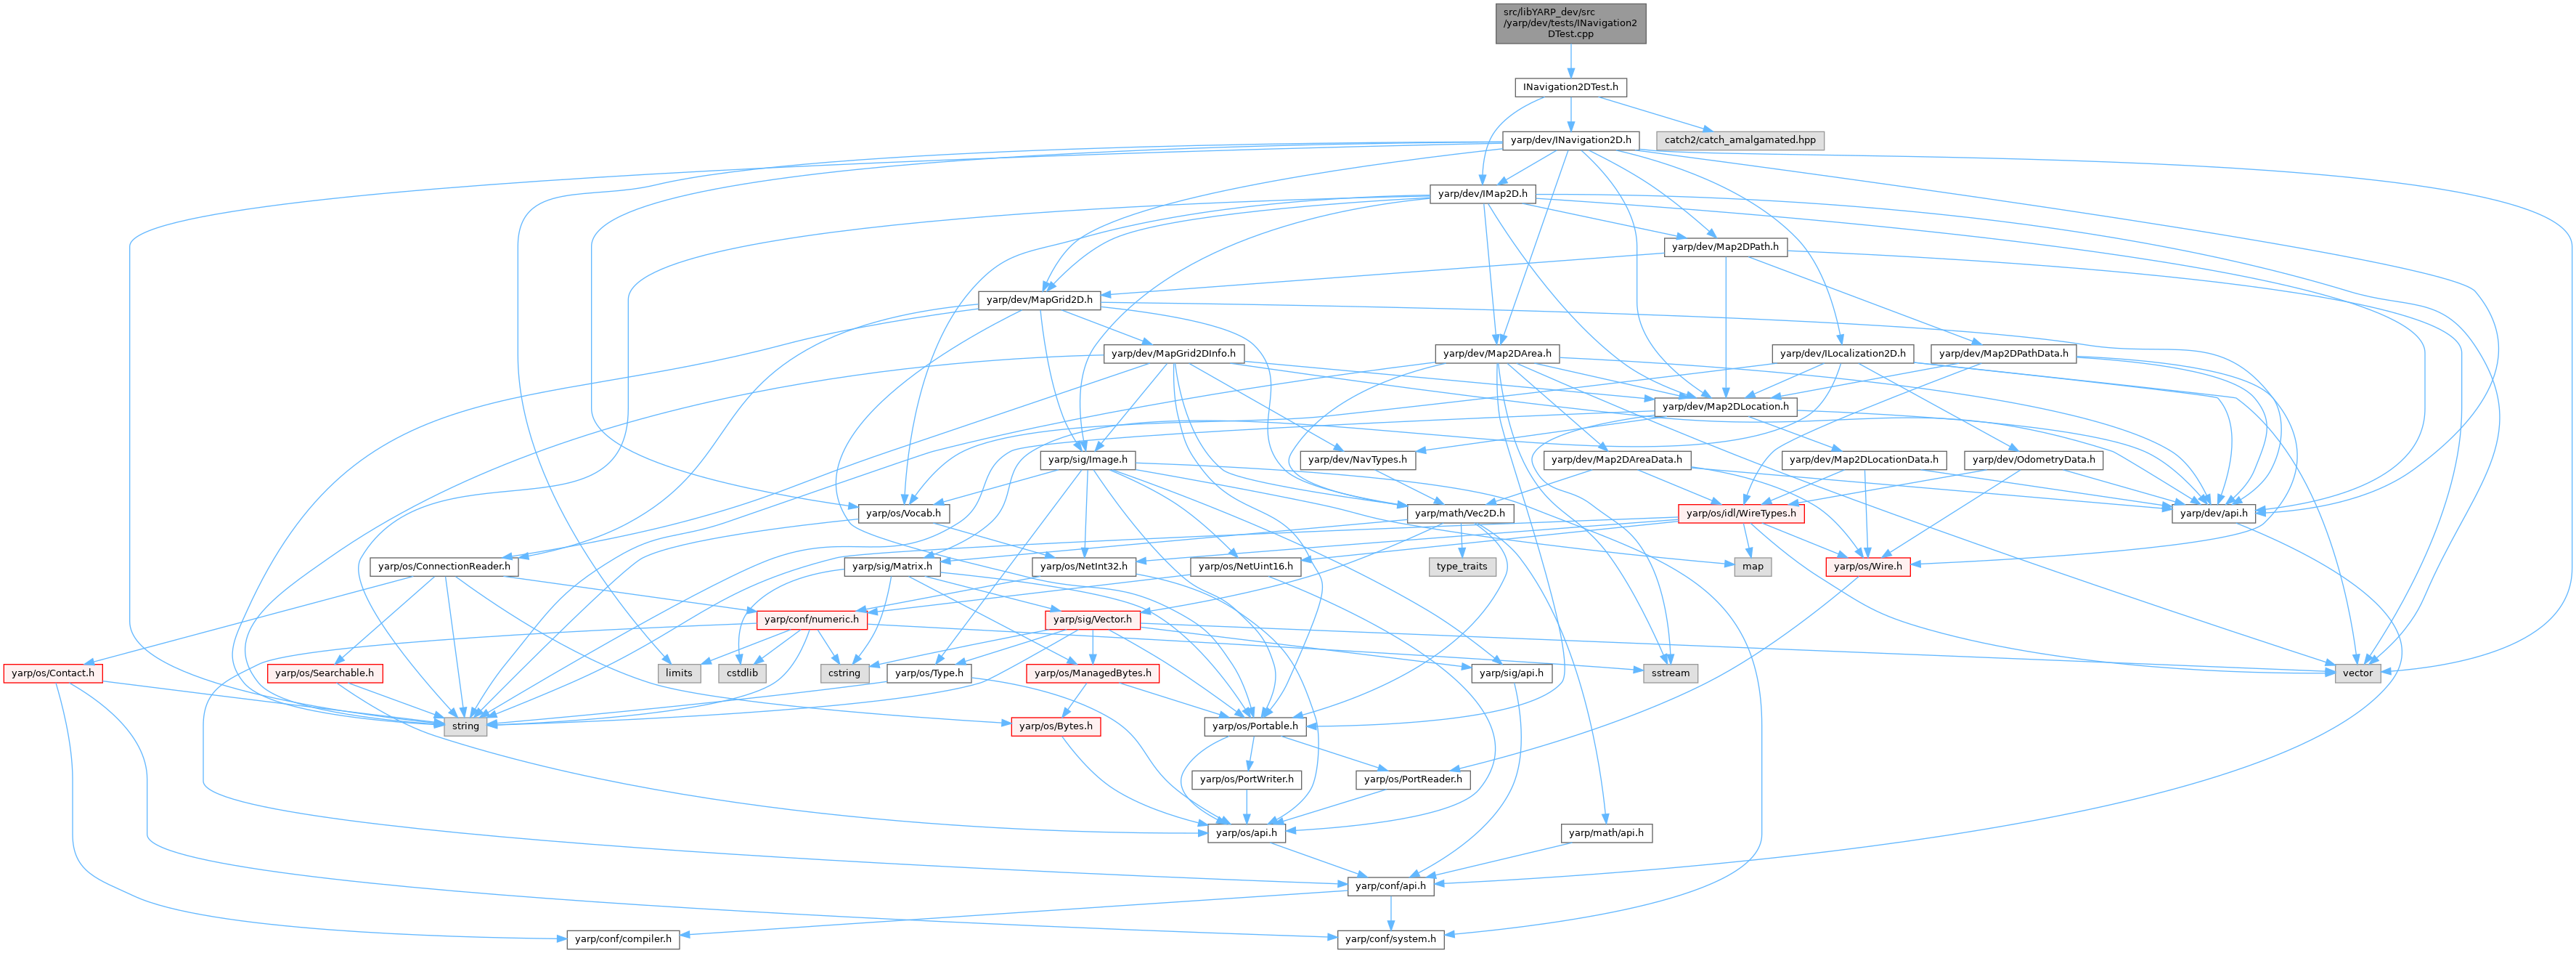 src/libYARP_dev/src
/yarp/dev/tests/INavigation2
DTest.cpp
INavigation2DTest.h
yarp/dev/INavigation2D.h
catch2/catch_amalgamated.hpp
yarp/dev/IMap2D.h
yarp/dev/Map2DPath.h
yarp/dev/MapGrid2D.h
yarp/dev/MapGrid2DInfo.h
yarp/dev/Map2DArea.h
yarp/dev/ILocalization2D.h
yarp/dev/Map2DPathData.h
yarp/dev/Map2DLocation.h
yarp/sig/Image.h
yarp/dev/NavTypes.h
yarp/dev/Map2DAreaData.h
yarp/dev/Map2DLocationData.h
yarp/dev/OdometryData.h
yarp/os/Vocab.h
yarp/math/Vec2D.h
yarp/os/idl/WireTypes.h
yarp/dev/api.h
yarp/os/ConnectionReader.h
yarp/sig/Matrix.h
yarp/os/NetInt32.h
yarp/os/NetUint16.h
type_traits
map
yarp/os/Wire.h
yarp/conf/numeric.h
yarp/sig/Vector.h
yarp/os/Contact.h
yarp/os/Searchable.h
limits
cstdlib
cstring
yarp/os/Type.h
yarp/os/ManagedBytes.h
yarp/sig/api.h
sstream
vector
string
yarp/os/Bytes.h
yarp/os/Portable.h
yarp/os/PortWriter.h
yarp/os/PortReader.h
yarp/os/api.h
yarp/math/api.h
yarp/conf/api.h
yarp/conf/compiler.h
yarp/conf/system.h